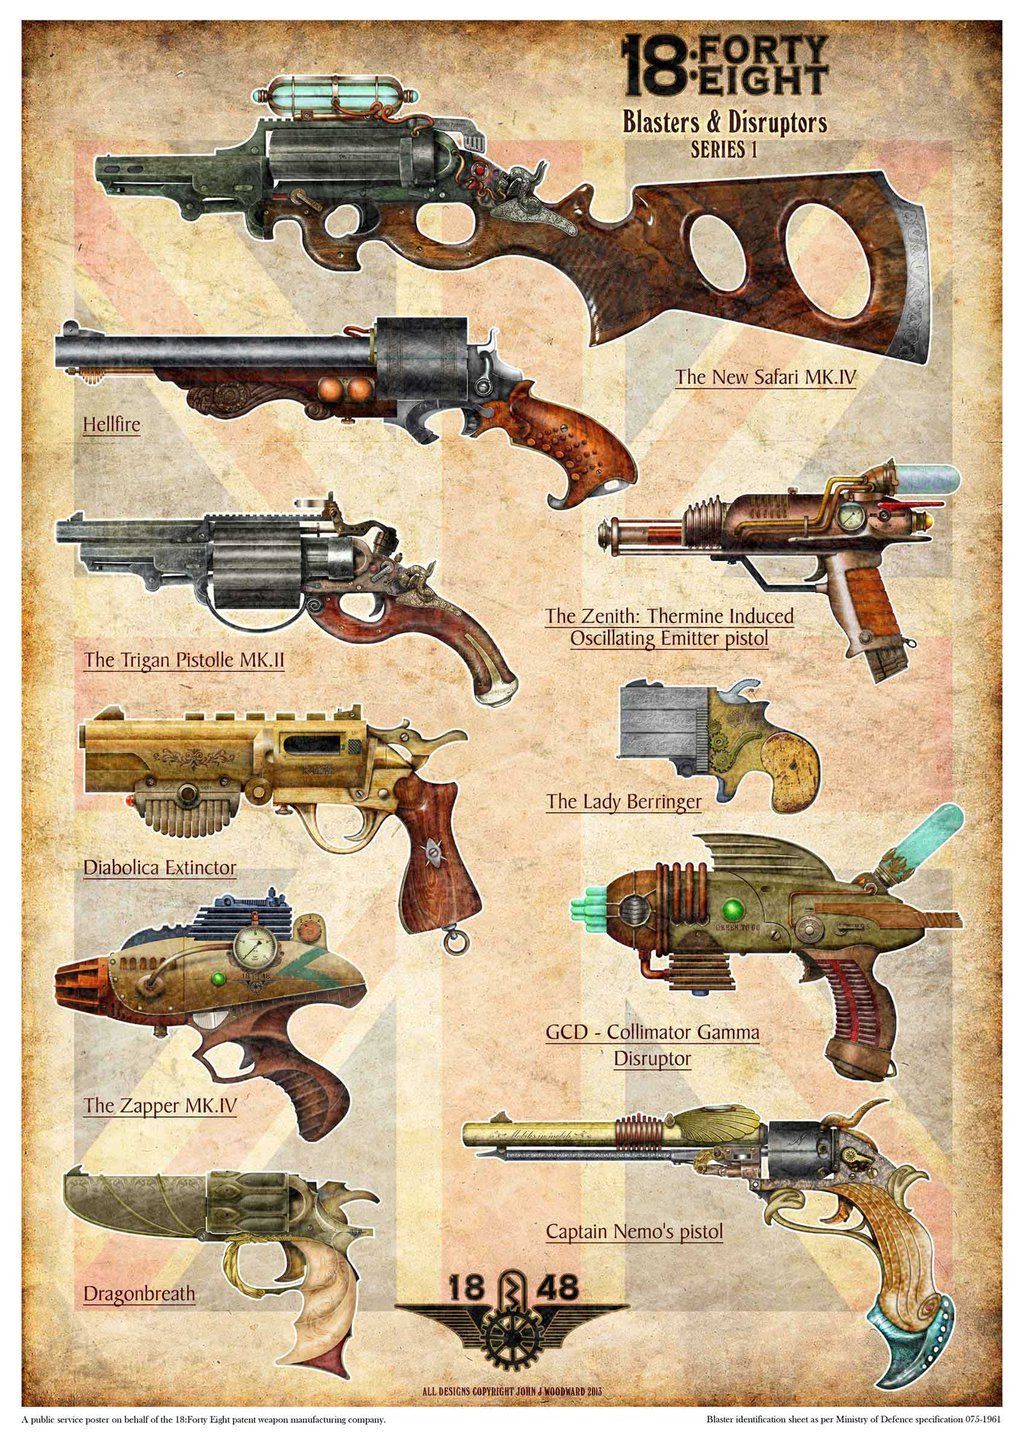 18:FORTY
:EIGHT
Blasters & Disruptors
SERIES 1
The New Safari MK.IV
Hellfire
The Zenith: Thermine Induced
Oscillating Emitter pistol
The Trigan Pistolle MK.II
The Lady Berringer
Diabolica Extinctor
GREEN TO GO
GCD - Collimator Gamma
Disruptor
The Zapper MK.IV
Captain Nemo's pistol
Dragonbreath
18 48
ALL DESIGNS COPYRIGHT JOHN J WOODWARD 2013
A public service poster on behalf of the 18:Forty Eight patent weapon manufacturing company.
Blaster identification sheet as per Ministry of Defence specification 075-1961